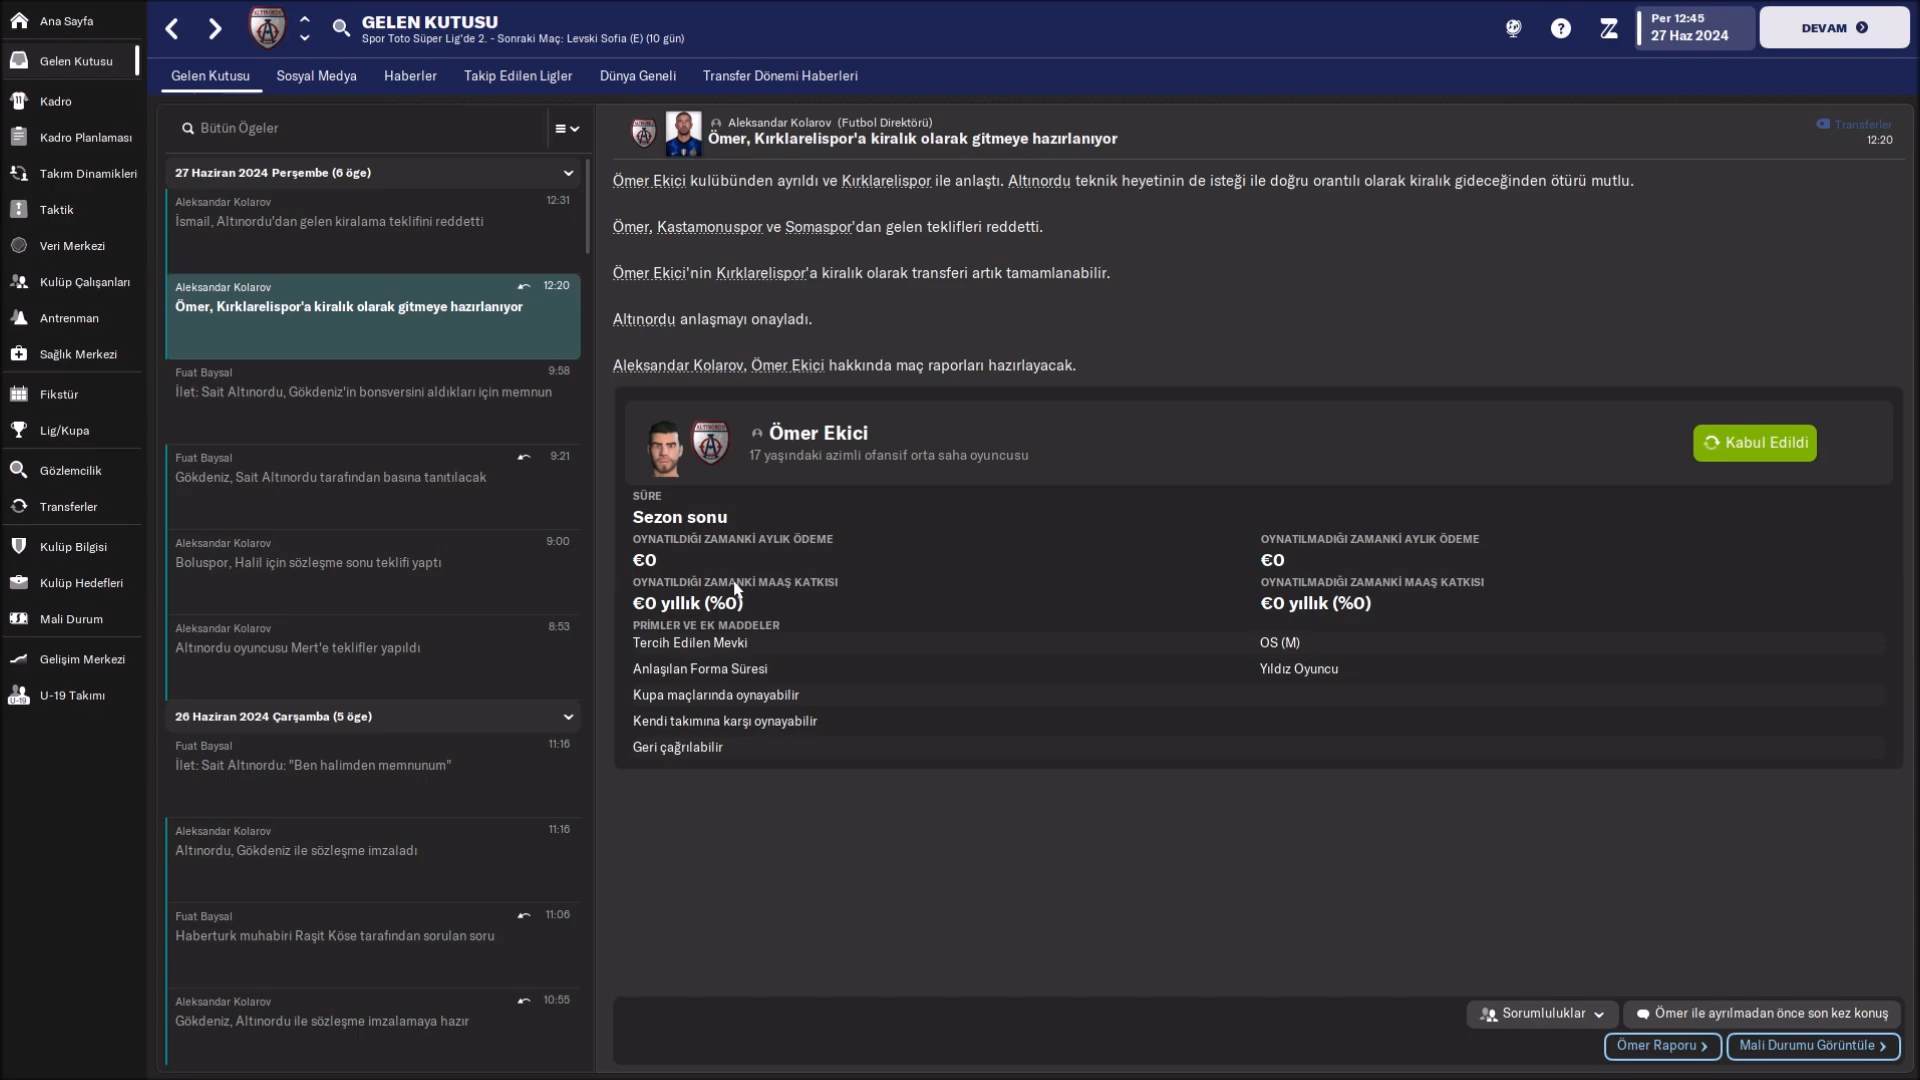 Ana Sayfa
Gelen Kutusu
Kadro
Kadro Planlaması
Takım Dinamikleri
Taktik
Veri Merkezi
Kulüp Çalışanları
Antrenman
Sağlık Merkezi
Fikstür
Lig/Kupa
Gözlemcilik
Transferler
Kulüp Bilgisi
Kulüp Hedefleri
Mali Durum
Gelişim Merkezi
U-19 Takımı
GELEN KUTUSU
Spor Toto Süper Lig'de 2. - Sonraki Maç: Levski Sofia (E) (10 gün)
Per 12:45
27 Haz 2024
DEVAM
Gelen Kutusu Sosyal Medya Haberler Takip Edilen Ligler Dünya Geneli Transfer Dönemi Haberleri
Bütün Ögeler
27 Haziran 2024 Perşembe (6 öge)
Aleksandar Kolarov 12:31
İsmail, Altınordu'dan gelen kiralama teklifini reddetti
Aleksandar Kolarov 12:20
Ömer, Kırklarelispor'a kiralık olarak gitmeye hazırlanıyor
Fuat Baysal 9:58
İlet: Sait Altınordu, Gökdeniz'in bonsversini aldıkları için memnun
Fuat Baysal 9:21
Gökdeniz, Sait Altınordu tarafından basına tanıtılacak
Aleksandar Kolarov 9:00
Boluspor, Halil için sözleşme sonu teklifi yaptı
Aleksandar Kolarov 8:53
Altınordu oyuncusu Mert'e teklifler yapıldı
26 Haziran 2024 Çarşamba (5 öge)
Fuat Baysal 11:16
İlet: Sait Altınordu: "Ben halimden memnunum"
Aleksandar Kolarov 11:16
Altınordu, Gökdeniz ile sözleşme imzaladı
Fuat Baysal 11:06
Haberturk muhabiri Raşit Köse tarafından sorulan soru
Aleksandar Kolarov 10:55
Gökdeniz, Altınordu ile sözleşme imzalamaya hazır
Aleksandar Kolarov (Futbol Direktörü)
Ömer, Kırklarelispor'a kiralık olarak gitmeye hazırlanıyor
Transferler
12:20
Ömer Ekici kulübünden ayrıldı ve Kırklarelispor ile anlaştı. Altınordu teknik heyetinin de isteği ile doğru orantılı olarak kiralık gideceğinden ötürü mutlu.
Ömer, Kastamonuspor ve Somaspor'dan gelen teklifleri reddetti.
Ömer Ekici'nin Kırklarelispor'a kiralık olarak transferi artık tamamlanabilir.
Altınordu anlaşmayı onayladı.
Aleksandar Kolarov, Ömer Ekici hakkında maç raporları hazırlayacak.
Ömer Ekici
17 yaşındaki azimli ofansif orta saha oyuncusu
Kabul Edildi
SÜRE
Sezon sonu
OYNATILDIĞI ZAMANKİ AYLIK ÖDEME OYNATILMADIĞI ZAMANKİ AYLIK ÖDEME
€0 €0
OYNATILDIĞI ZAMANKİ MAAŞ KATKISI OYNATILMADIĞI ZAMANKİ MAAŞ KATKISI
€0 yıllık (%0) €0 yıllık (%0)
PRİMLER VE EK MADDELER
Tercih Edilen Mevki OS (M)
Anlaşılan Forma Süresi Yıldız Oyuncu
Kupa maçlarında oynayabilir
Kendi takımına karşı oynayabilir
Geri çağrılabilir
Sorumluluklar Ömer ile ayrılmadan önce son kez konuş
Ömer Raporu Mali Durumu Görüntüle